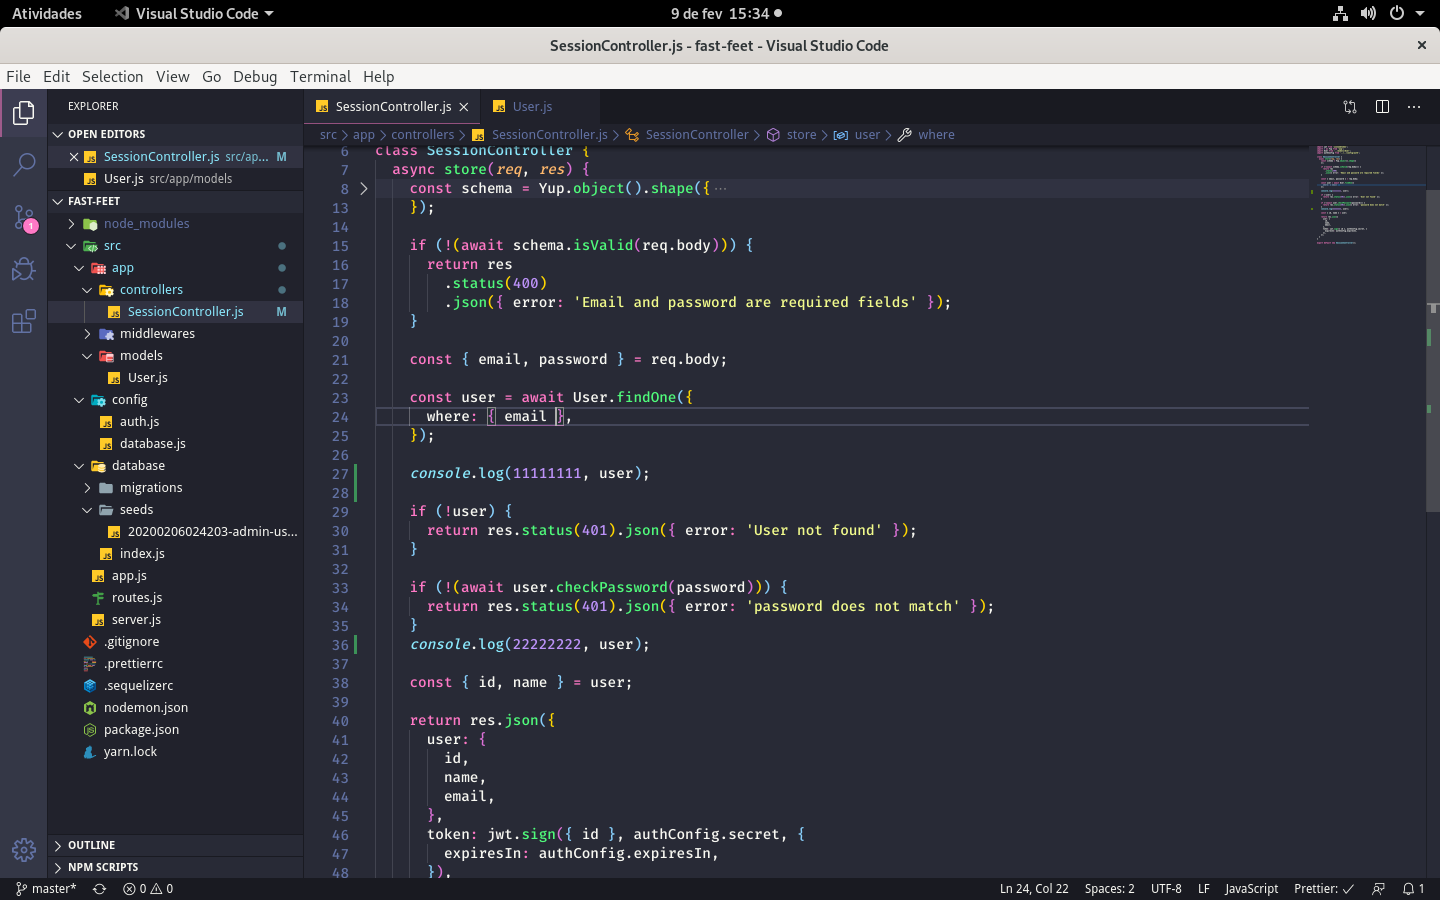 Atividades
Visual Studio Code
9 de fev 15:34
SessionController.js - fast-feet - Visual Studio Code
File Edit Selection View Go Debug Terminal Help
EXPLORER
OPEN EDITORS
SessionController.js src/ap... M
User.js src/app/models
FAST-FEET
node_modules
src
app
controllers
SessionController.js M
middlewares
models
User.js
config
auth.js
database.js
database
migrations
seeds
20200206024203-admin-us...
index.js
app.js
routes.js
server.js
.gitignore
.prettierrc
.sequelizerc
nodemon.json
package.json
yarn.lock
OUTLINE
NPM SCRIPTS
1
SessionController.js
User.js
src > app > controllers > SessionController.js > SessionController > store > user > where
6 class SessionController {
7 async store(req, res) {
8 const schema = Yup.object().shape({ ···
13 });
14
15 if (!(await schema.isValid(req.body))) {
16 return res
17 .status(400)
18 .json({ error: 'Email and password are required fields' });
19 }
20
21 const { email, password } = req.body;
22
23 const user = await User.findOne({
24 where: { email },
25 });
26
27 console.log(11111111, user);
28
29 if (!user) {
30 return res.status(401).json({ error: 'User not found' });
31 }
32
33 if (!(await user.checkPassword(password))) {
34 return res.status(401).json({ error: 'password does not match' });
35 }
36 console.log(22222222, user);
37
38 const { id, name } = user;
39
40 return res.json({
41 user: {
42 id,
43 name,
44 email,
45 },
46 token: jwt.sign({ id }, authConfig.secret, {
47 expiresIn: authConfig.expiresIn,
48 }),
master* 0 0
Ln 24, Col 22 Spaces: 2 UTF-8 LF JavaScript Prettier: ✓ 1